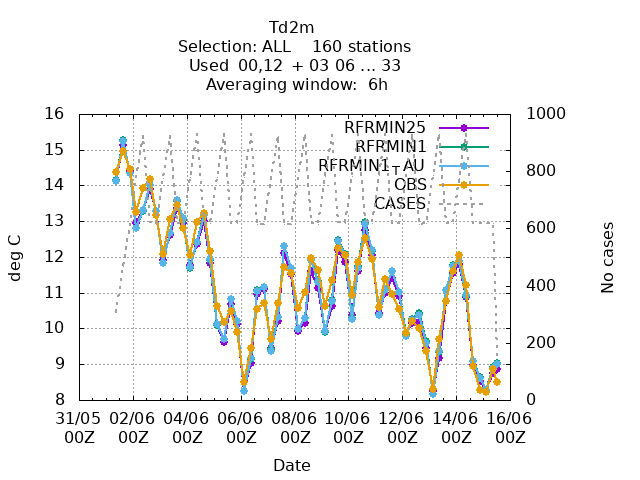 Td2m
Selection: ALL    160 stations
Used  00,12  + 03 06 ... 33
Averaging window:  6h
16
15
14
13
12
11
10
9
8
1000
800
600
400
200
0
RFRMIN25
RFRMIN1
RFRMIN1-AU
OBS
CASES
deg C
No cases
31/05 02/06 04/06 06/06 08/06 10/06 12/06 14/06 16/06
00Z 00Z 00Z 00Z 00Z 00Z 00Z 00Z 00Z
Date